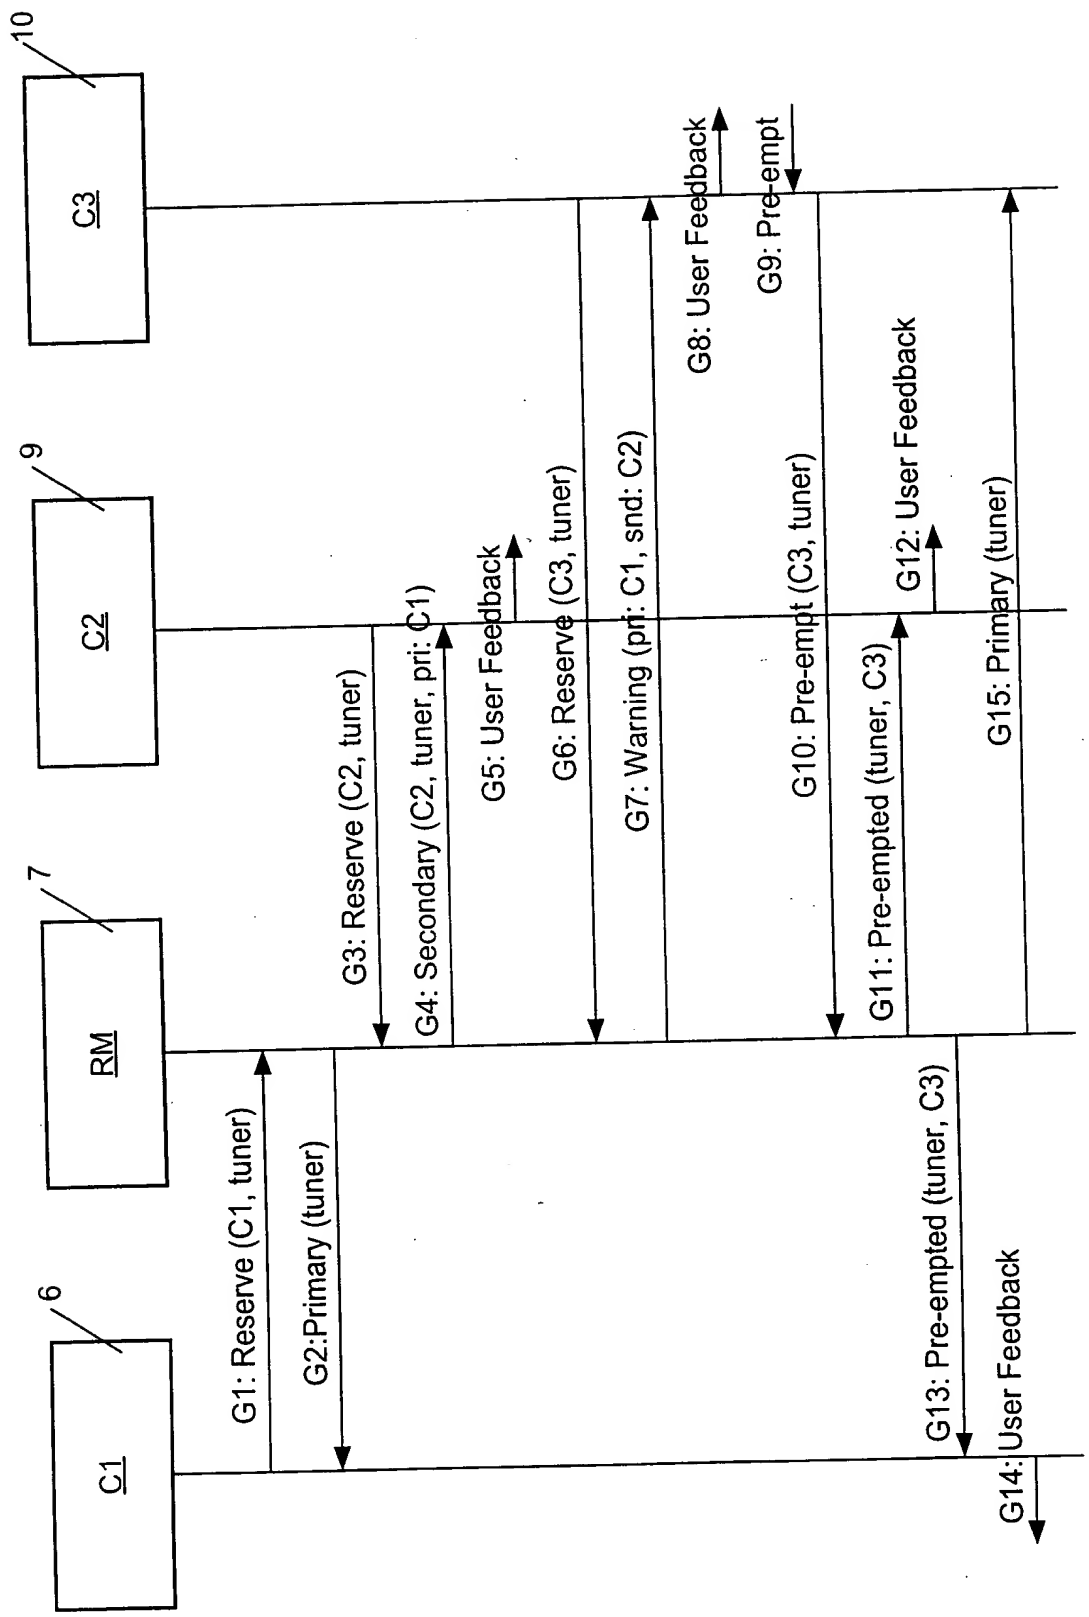 6
7
9
10
C1
RM
C2
C3
G1: Reserve (C1, tuner)
G2:Primary (tuner)
G3: Reserve (C2, tuner)
G4: Secondary (C2, tuner, pri: C1)
G5: User Feedback
G6: Reserve (C3, tuner)
G7: Warning (pri: C1, snd: C2)
G8: User Feedback
G9: Pre-empt
G10: Pre-empt (C3, tuner)
G11: Pre-empted (tuner, C3)
G12: User Feedback
G13: Pre-empted (tuner, C3)
G14: User Feedback
G15: Primary (tuner)